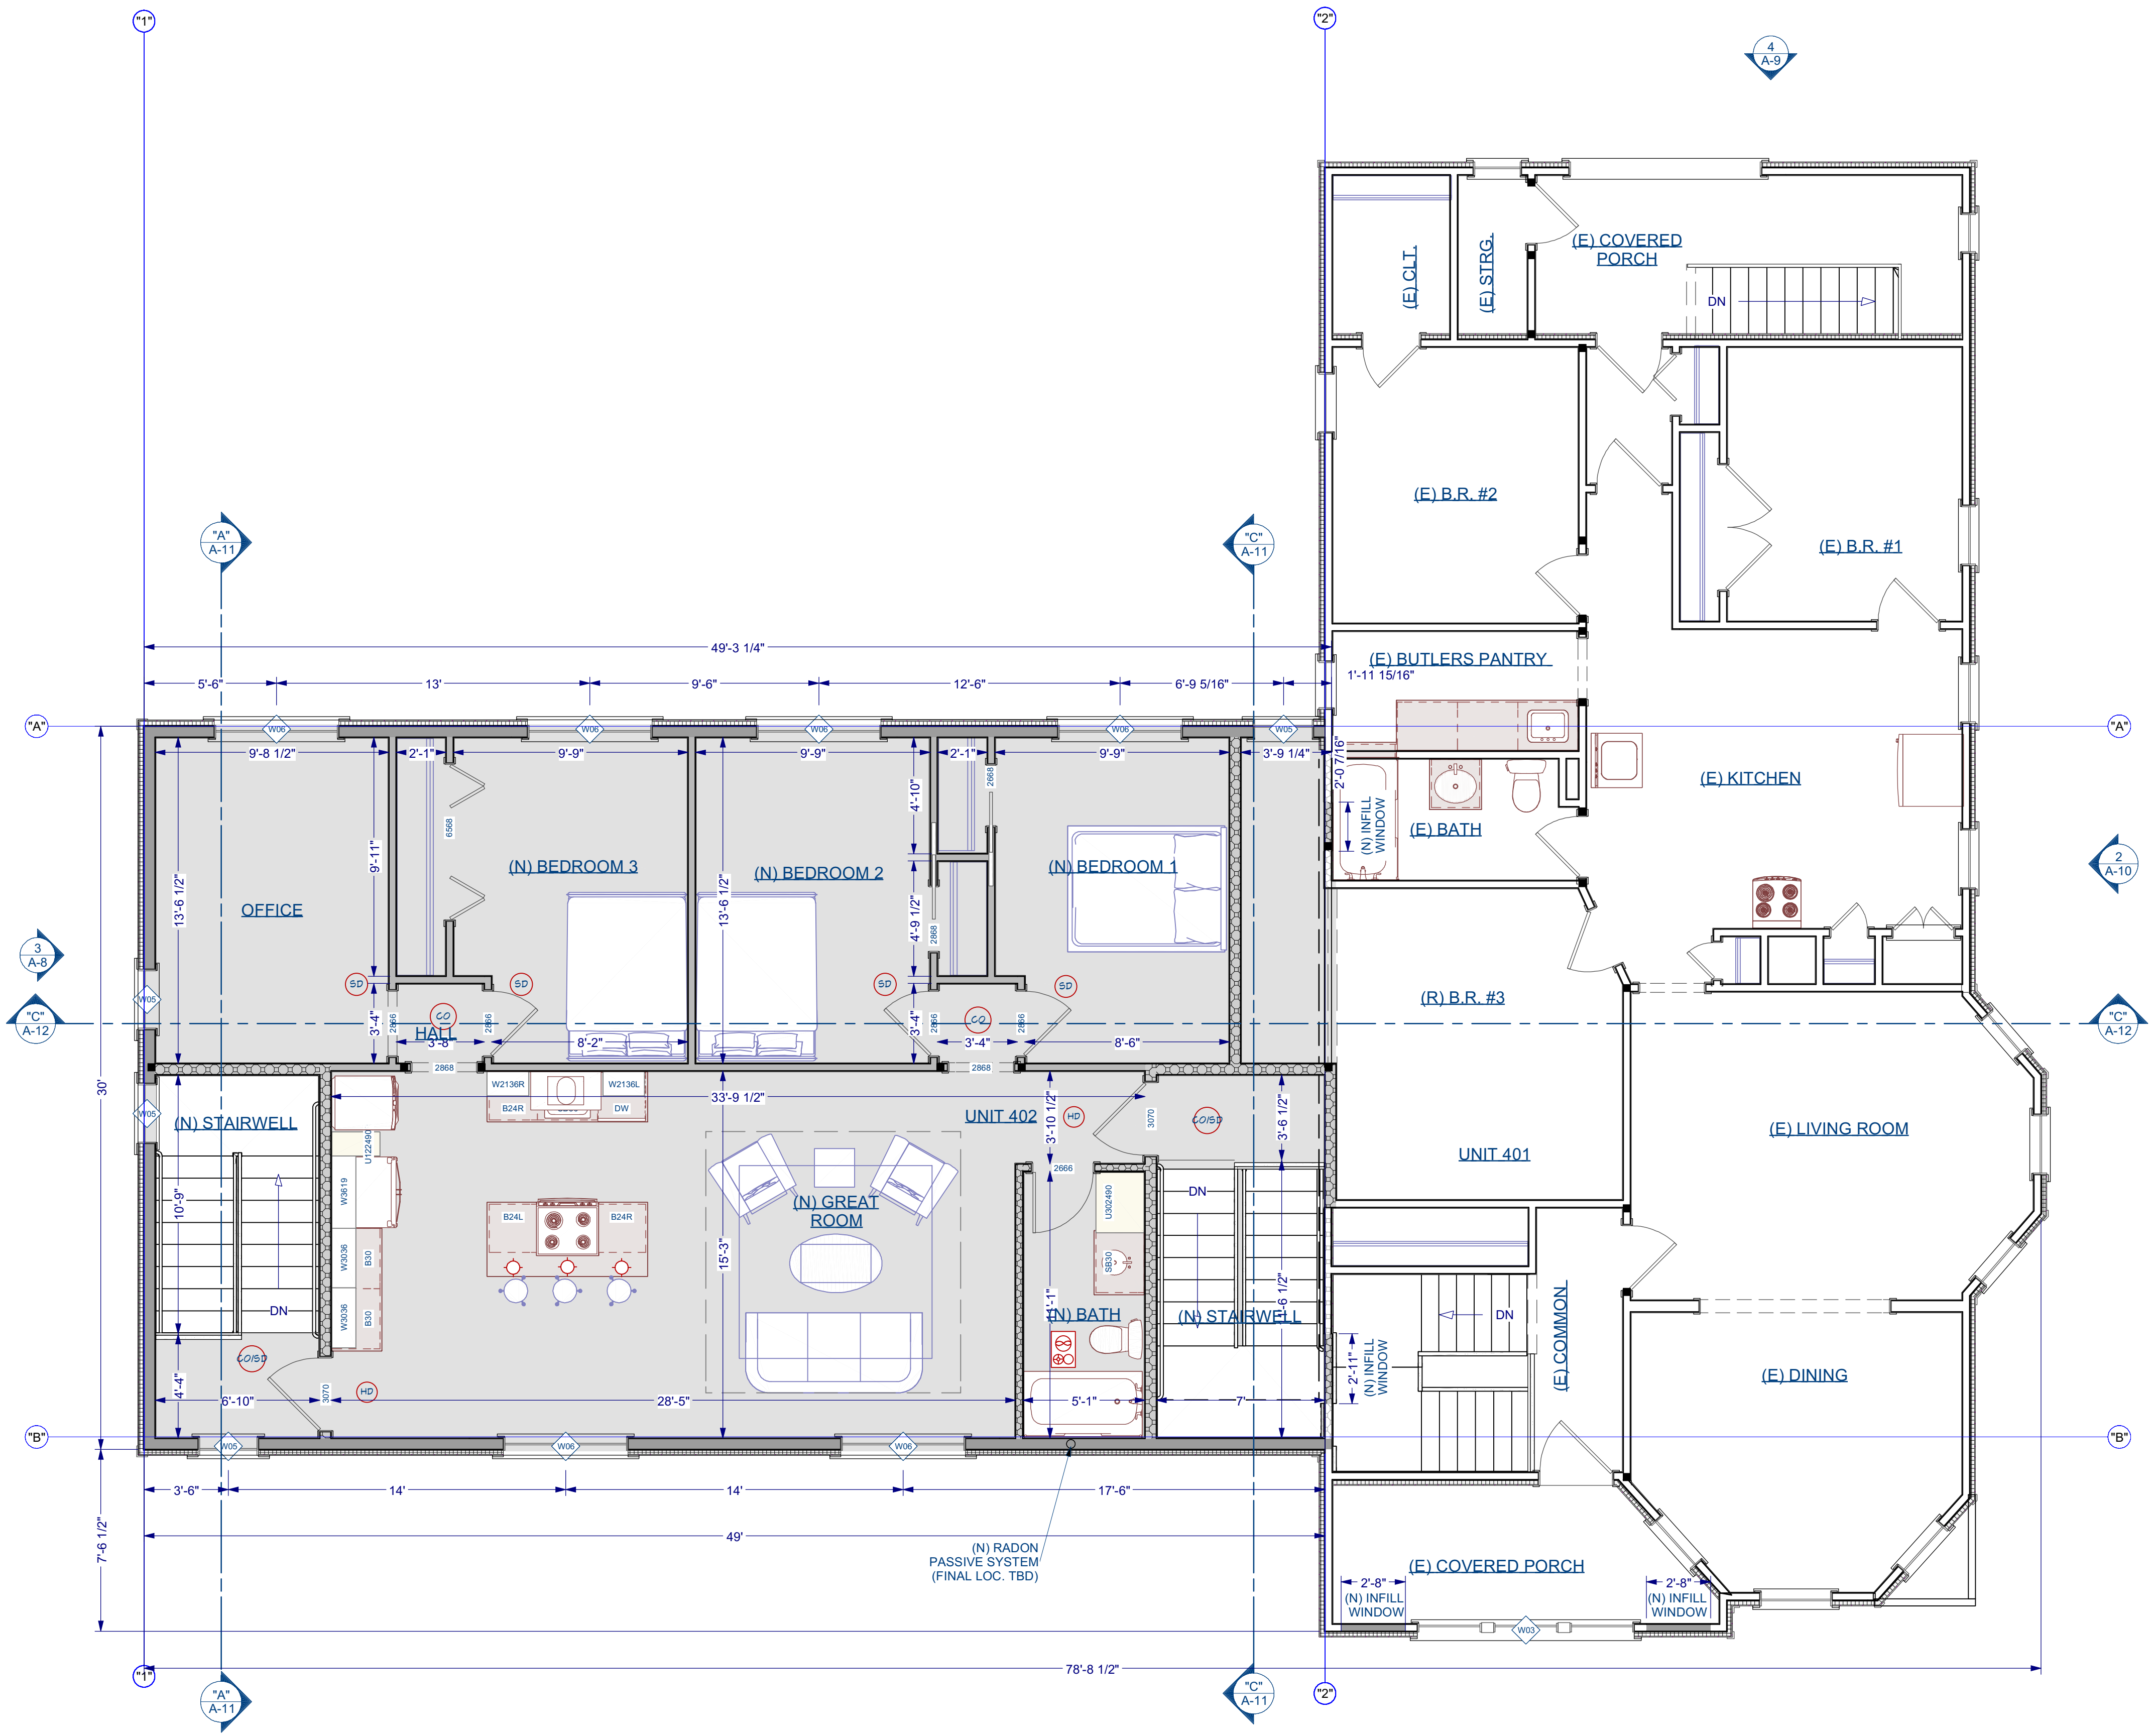 "1"
"2"
4
A-9
(E) CLT.
(E) STRG.
(E) COVERED
PORCH
DN
(E) B.R. #2
(E) B.R. #1
"A"
A-11
"C"
A-11
49'-3 1/4"
(E) BUTLERS PANTRY
1'-11 15/16"
5'-6"
13'
9'-6"
12'-6"
6'-9 5/16"
"A"
W06
W06
W06
W06
W05
"A"
9'-8 1/2"
2'-1"
9'-9"
9'-9"
2'-1"
9'-9"
3'-9 1/4"
2'-0 7/16"
2668
4'-10"
(E) KITCHEN
6568
(N) INFILL
WINDOW
(E) BATH
9'-11"
(N) BEDROOM 3
(N) BEDROOM 2
(N) BEDROOM 1
2
A-10
13'-6 1/2"
13'-6 1/2"
OFFICE
4'-9 1/2"
2868
3
A-8
SD
SD
SD
SD
W05
(R) B.R. #3
"C"
A-12
3'-4"
2866
CO
HALL
2866
3'-4"
2866
CO
2866
"C"
A-12
3'-8"
8'-2"
3'-4"
8'-6"
2868
2868
30'
W05
W2136R
W2136L
B24R
DW
33'-9 1/2"
UNIT 402
HD
3070
CO/SD
3'-10 1/2"
3'-6 1/2"
(N) STAIRWELL
(E) LIVING ROOM
U122490
UNIT 401
2666
W3619
10'-9"
DN
U302490
(N) GREAT
ROOM
B24L
B24R
15'-3"
W3036
B30
SB30
DN
W3036
B30
(N) BATH
(N) STAIRWELL
DN
(E) COMMON
CO/SD
4'-4"
2'-11"
(N) INFILL
WINDOW
(E) DINING
HD
6'-10"
3070
28'-5"
5'-1"
7'
"B"
W05
W06
W06
"B"
3'-6"
14'
14'
17'-6"
49'
7'-6 1/2"
(N) RADON
PASSIVE SYSTEM
(FINAL LOC. TBD)
(E) COVERED PORCH
2'-8"
(N) INFILL
WINDOW
2'-8"
(N) INFILL
WINDOW
W03
78'-8 1/2"
"1"
"A"
A-11
"C"
A-11
"2"